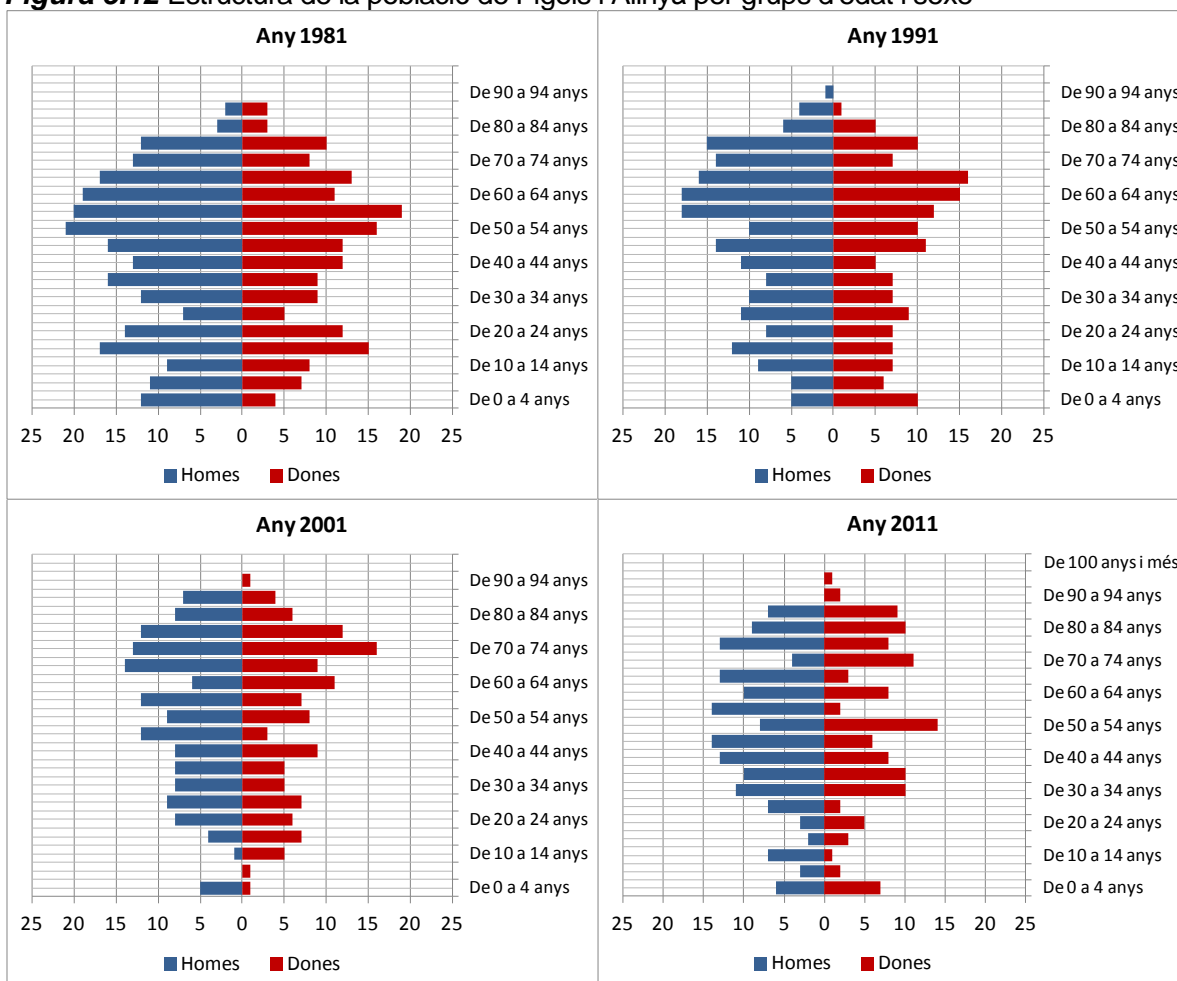 Figura Estructura de la població de Fígols i Alinyà per grups d'edat i sexe
Any 1981
De 90 a 94 anys
De 80 a 84 anys
De 70 a 74 anys
De 60 a 64 anys
De 50 a 54 anys
De 40 a 44 anys
De 30 a 34 anys
De 20 a 24 anys
De 10 a 14 anys
De 0 a 4 anys
25 20 15 10 5 0 5 10 15 20 25
Homes Dones
Any 1991
De 90 a 94 anys
De 80 a 84 anys
De 70 a 74 anys
De 60 a 64 anys
De 50 a 54 anys
De 40 a 44 anys
De 30 a 34 anys
De 20 a 24 anys
De 10 a 14 anys
De 0 a 4 anys
25 20 15 10 5 0 5 10 15 20 25
Homes Dones
Any 2001
De 90 a 94 anys
De 80 a 84 anys
De 70 a 74 anys
De 60 a 64 anys
De 50 a 54 anys
De 40 a 44 anys
De 30 a 34 anys
De 20 a 24 anys
De 10 a 14 anys
De 0 a 4 anys
25 20 15 10 5 0 5 10 15 20 25
Homes Dones
Any 2011
De 100 anys i més
De 90 a 94 anys
De 80 a 84 anys
De 70 a 74 anys
De 60 a 64 anys
De 50 a 54 anys
De 40 a 44 anys
De 30 a 34 anys
De 20 a 24 anys
De 10 a 14 anys
De 0 a 4 anys
25 20 15 10 5 0 5 10 15 20 25
Homes Dones